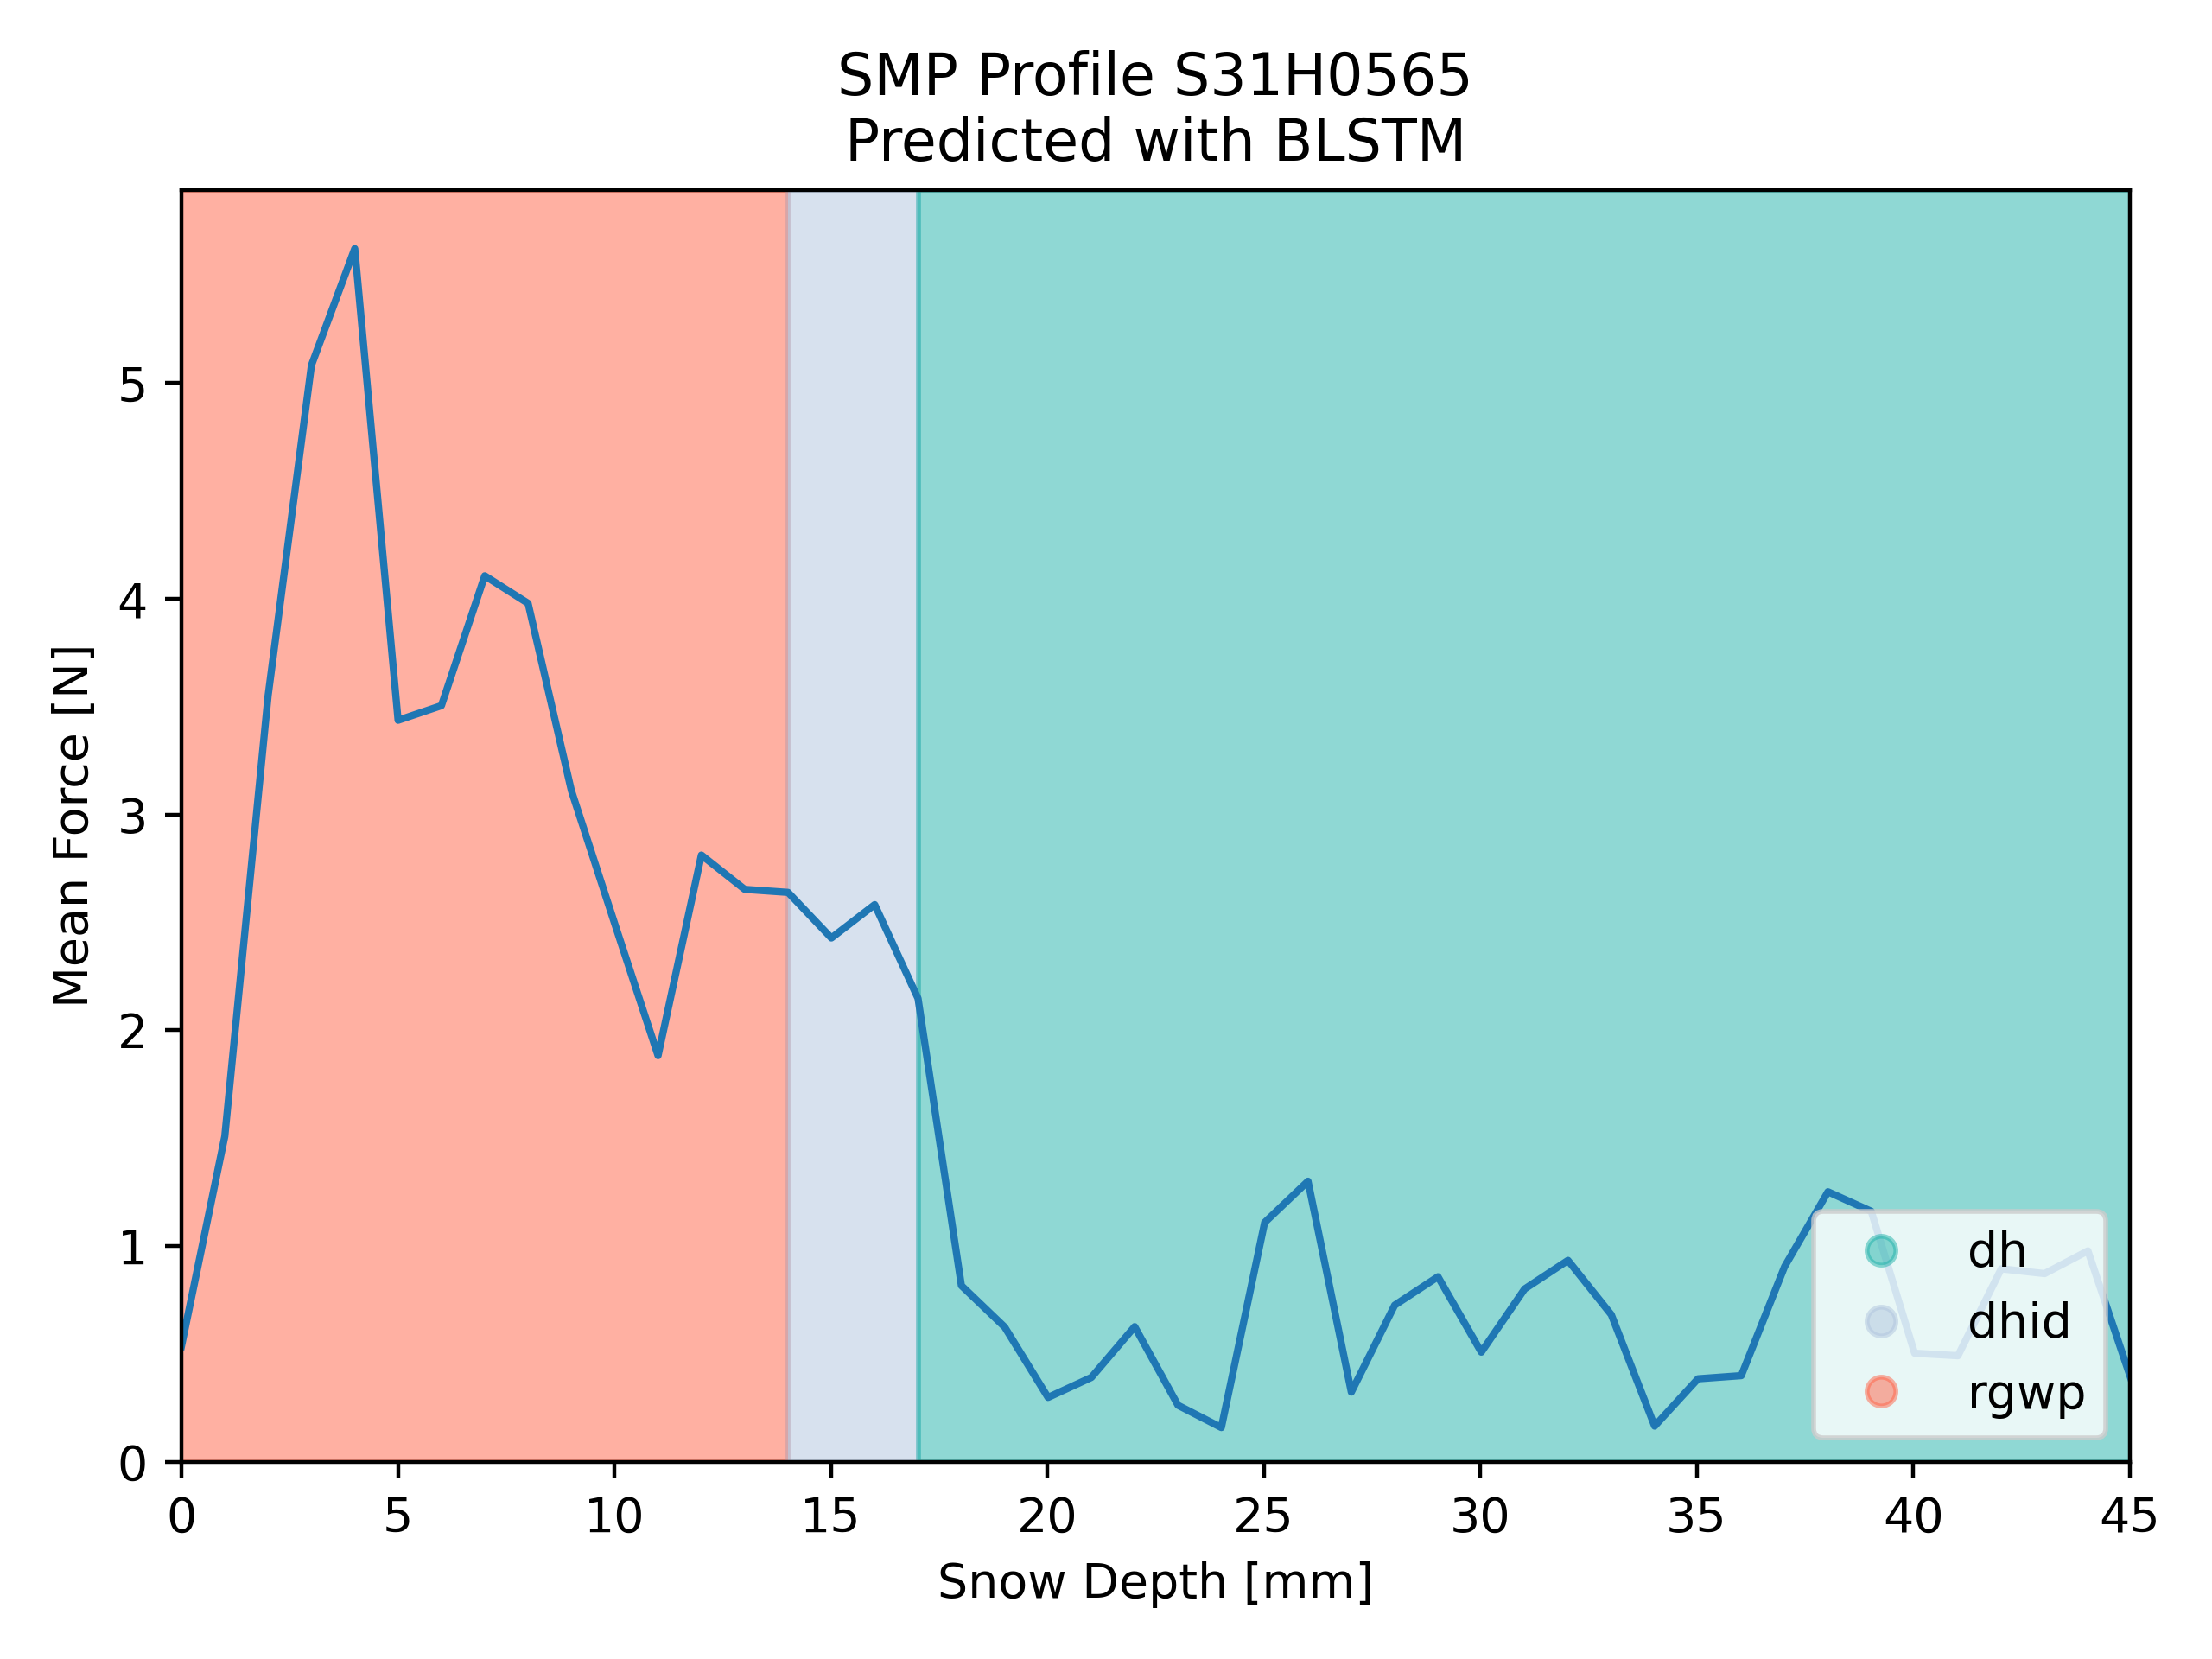 SMP Profile S31H0565
Predicted with BLSTM
Mean Force [N]
5
4
3
2
1
0
dh
dhid
rgwp
0 5 10 15 20 25 30 35 40 45
Snow Depth [mm]